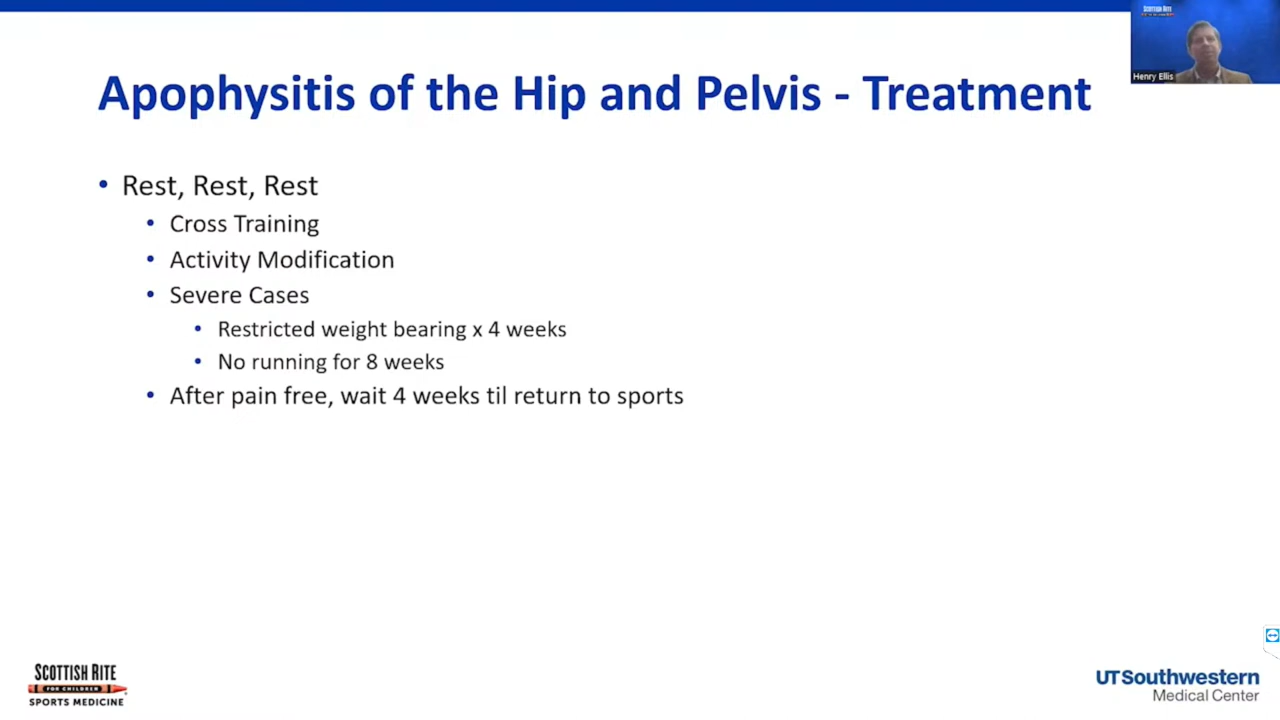 SCOTTISH RITE
Henry Ellis
Apophysitis of the Hip and Pelvis - Treatment
• Rest, Rest, Rest
• Cross Training
• Activity Modification
• Severe Cases
• Restricted weight bearing x 4 weeks
• No running for 8 weeks
• After pain free, wait 4 weeks til return to sports
SCOTTISH RITE
FOR CHILDREN
SPORTS MEDICINE
UTSouthwestern
Medical Center